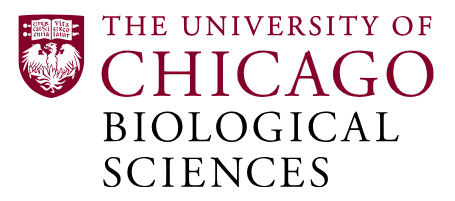 THE UNIVERSITY OF
CHICAGO
BIOLOGICAL
SCIENCES